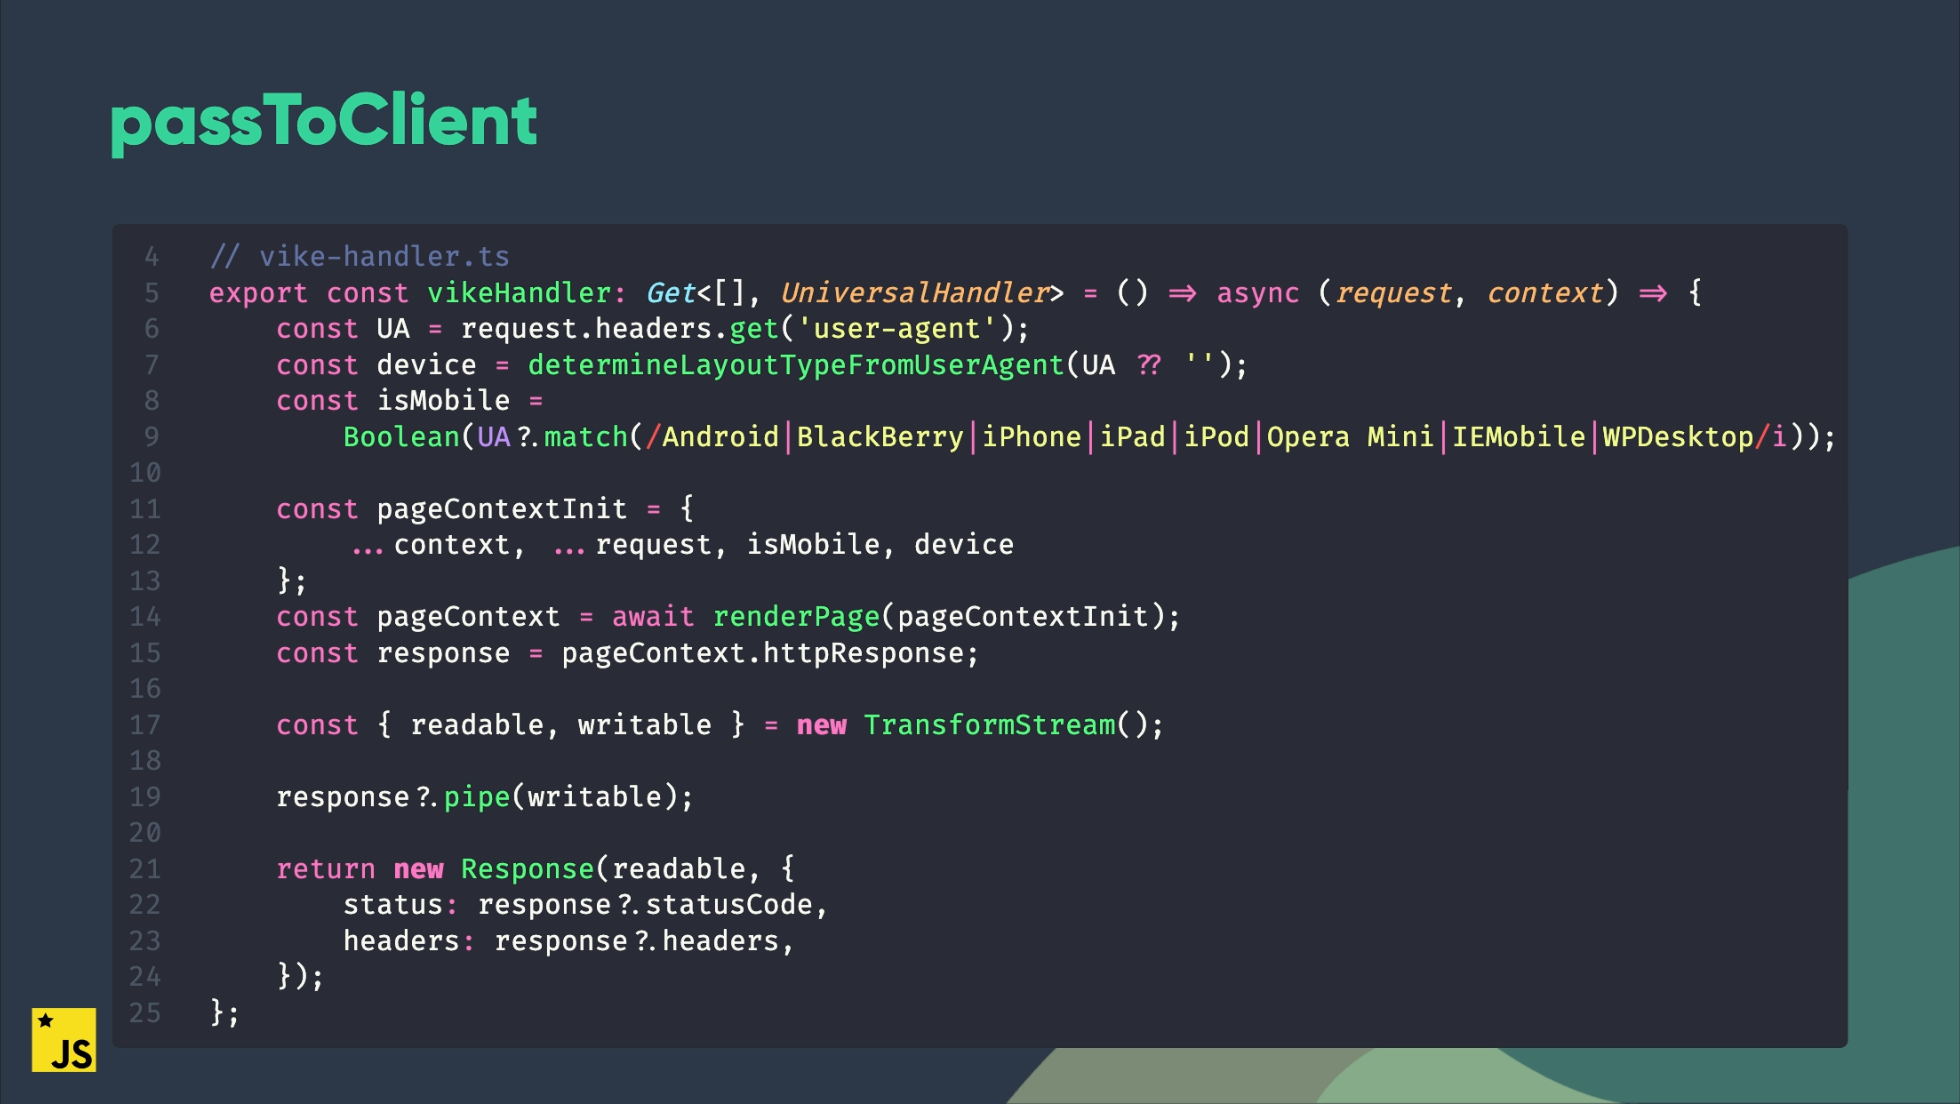 passToClient
4 // vike-handler.ts
5 export const vikeHandler: Get<[], UniversalHandler> = () => async (request, context) => {
6 const UA = request.headers.get('user-agent');
7 const device = determineLayoutTypeFromUserAgent(UA ?? '');
8 const isMobile =
9 Boolean(UA?.match(/Android|BlackBerry|iPhone|iPad|iPod|Opera Mini|IEMobile|WPDesktop/i));
10
11 const pageContextInit = {
12 ...context, ...request, isMobile, device
13 };
14 const pageContext = await renderPage(pageContextInit);
15 const response = pageContext.httpResponse;
16
17 const { readable, writable } = new TransformStream();
18
19 response?.pipe(writable);
20
21 return new Response(readable, {
22 status: response?.statusCode,
23 headers: response?.headers,
24 });
25 };
JS